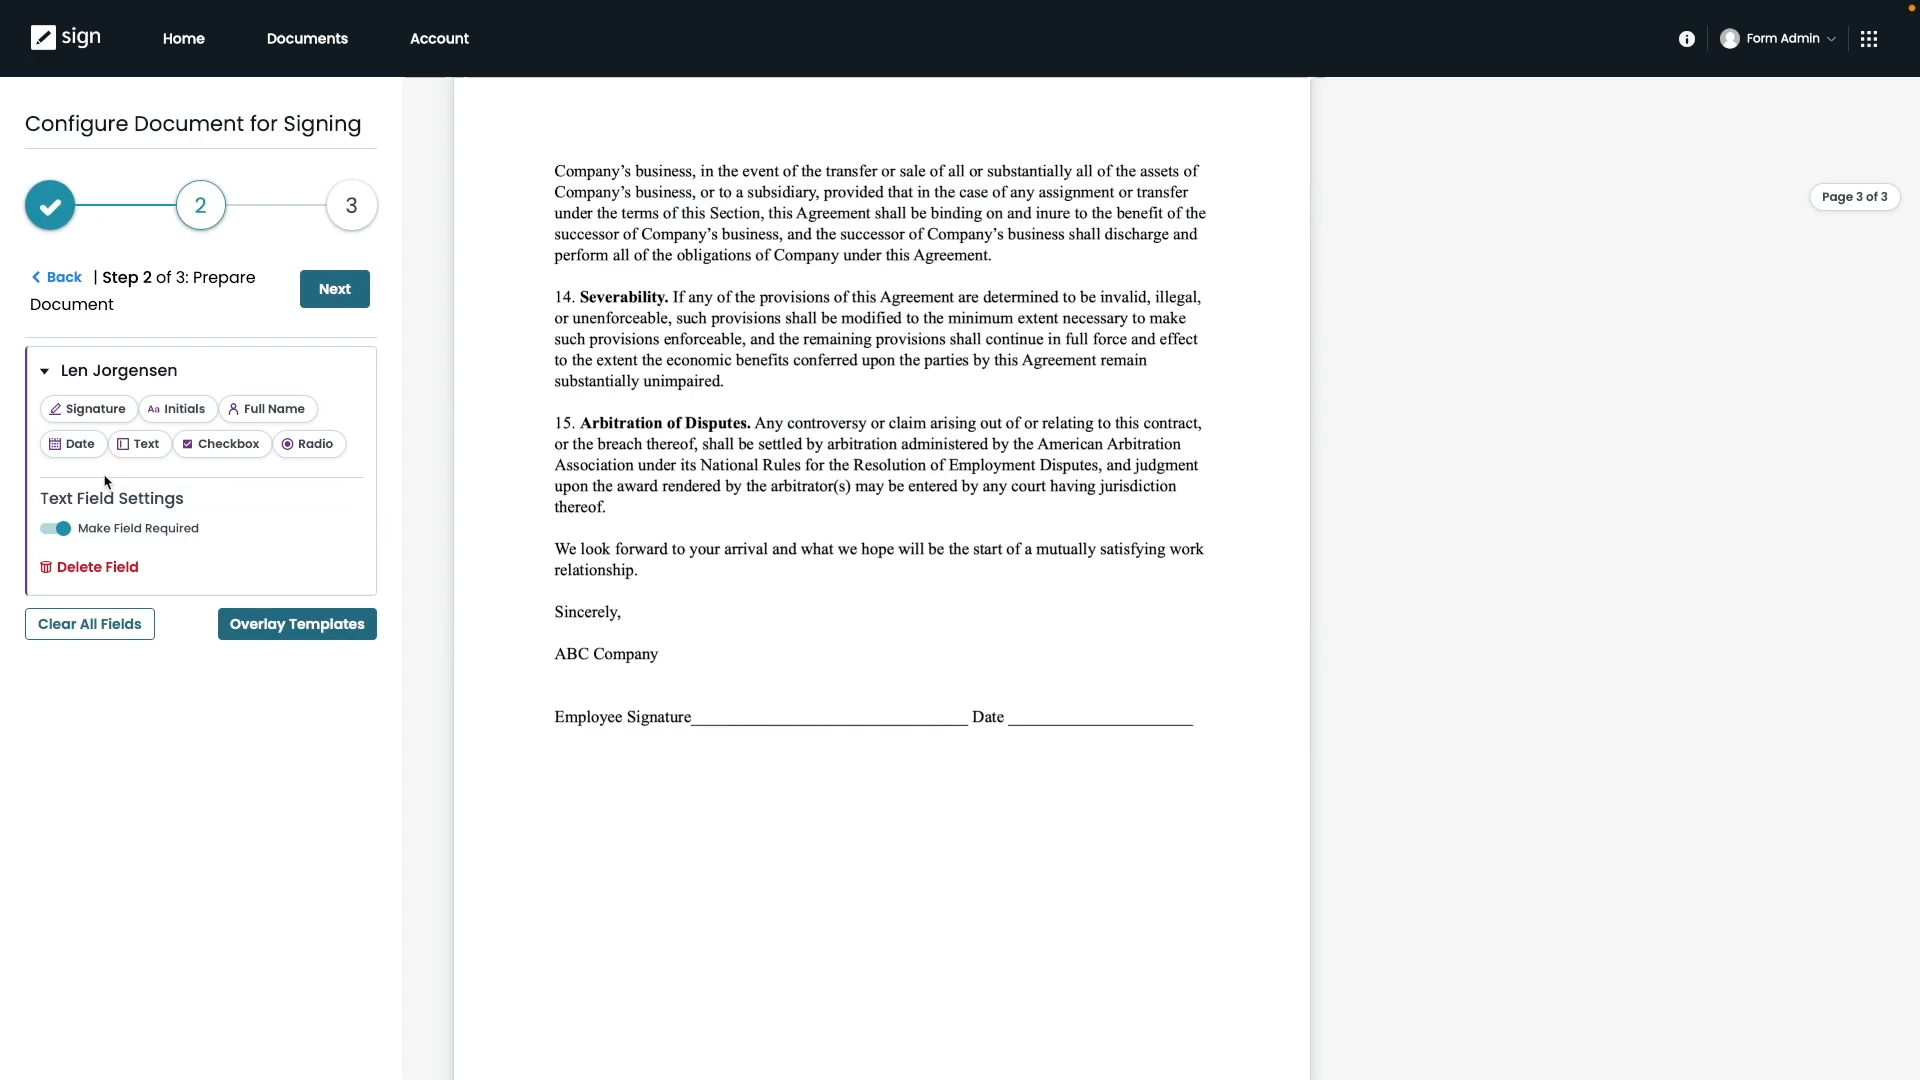 sign
Home
Documents
Account
Form Admin
Configure Document for Signing
2
3
Back | Step 2 of 3: Prepare
Document
Next
Len Jorgensen
Signature
Aa Initials
Full Name
Date
Text
Checkbox
Radio
Text Field Settings
Make Field Required
Delete Field
Clear All Fields
Overlay Templates
Company’s business, in the event of the transfer or sale of all or substantially all of the assets of
Company’s business, or to a subsidiary, provided that in the case of any assignment or transfer
under the terms of this Section, this Agreement shall be binding on and inure to the benefit of the
successor of Company’s business, and the successor of Company’s business shall discharge and
perform all of the obligations of Company under this Agreement.
14. Severability. If any of the provisions of this Agreement are determined to be invalid, illegal,
or unenforceable, such provisions shall be modified to the minimum extent necessary to make
such provisions enforceable, and the remaining provisions shall continue in full force and effect
to the extent the economic benefits conferred upon the parties by this Agreement remain
substantially unimpaired.
15. Arbitration of Disputes. Any controversy or claim arising out of or relating to this contract,
or the breach thereof, shall be settled by arbitration administered by the American Arbitration
Association under its National Rules for the Resolution of Employment Disputes, and judgment
upon the award rendered by the arbitrator(s) may be entered by any court having jurisdiction
thereof.
We look forward to your arrival and what we hope will be the start of a mutually satisfying work
relationship.
Sincerely,
ABC Company
Employee Signature_________________________________ Date ______________________
Page 3 of 3